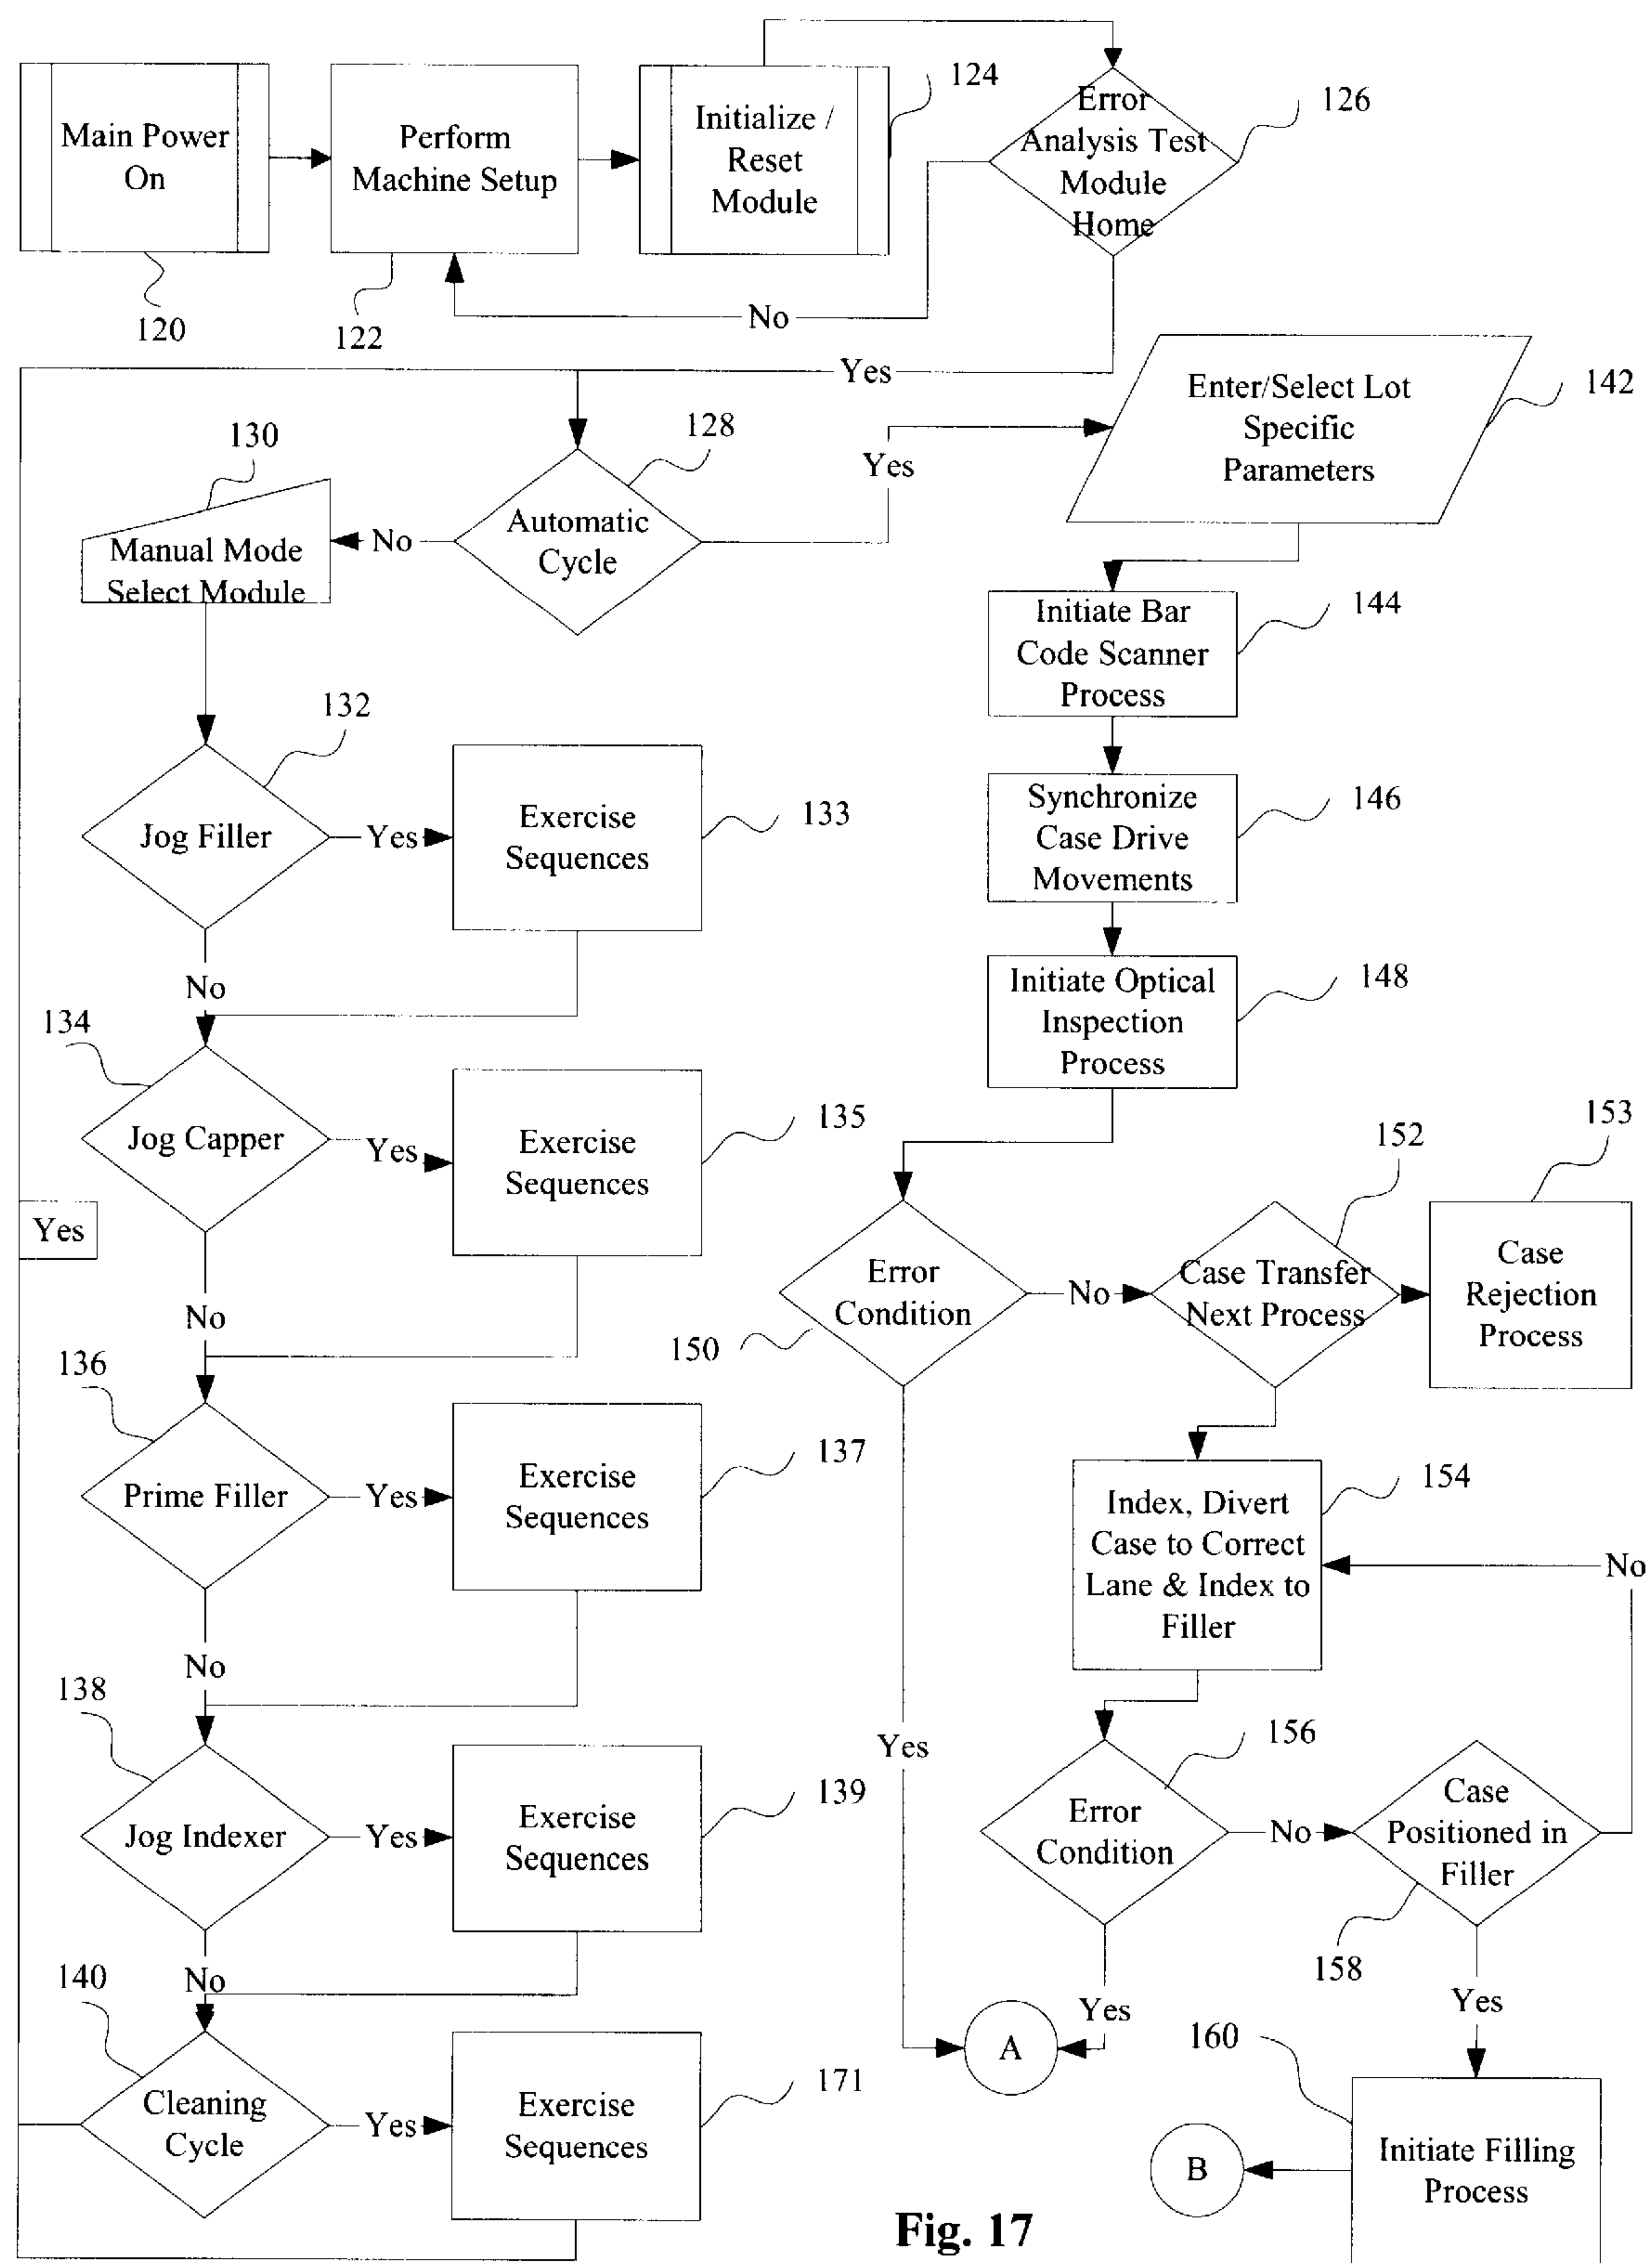 Main Power
On
120
Perform
Machine Setup
122
Initialize /
Reset
Module
124
Error
Analysis Test
Module
Home
126
No
Yes
Automatic
Cycle
128
No
Yes
Manual Mode
Select Module
130
Jog Filler
132
Yes
Exercise
Sequences
133
No
Jog Capper
134
Yes
Exercise
Sequences
135
Yes
No
Prime Filler
136
Yes
Exercise
Sequences
137
No
Jog Indexer
138
Yes
Exercise
Sequences
139
No
Cleaning
Cycle
140
Yes
Exercise
Sequences
171
Enter/Select Lot
Specific
Parameters
142
Initiate Bar
Code Scanner
Process
144
Synchronize
Case Drive
Movements
146
Initiate Optical
Inspection
Process
148
Error
Condition
150
No
Yes
Case Transfer
Next Process
152
Case
Rejection
Process
153
Index, Divert
Case to Correct
Lane & Index to
Filler
154
No
Error
Condition
156
No
Yes
Case
Positioned in
Filler
158
Yes
A
Initiate Filling
Process
160
B
Fig. 17